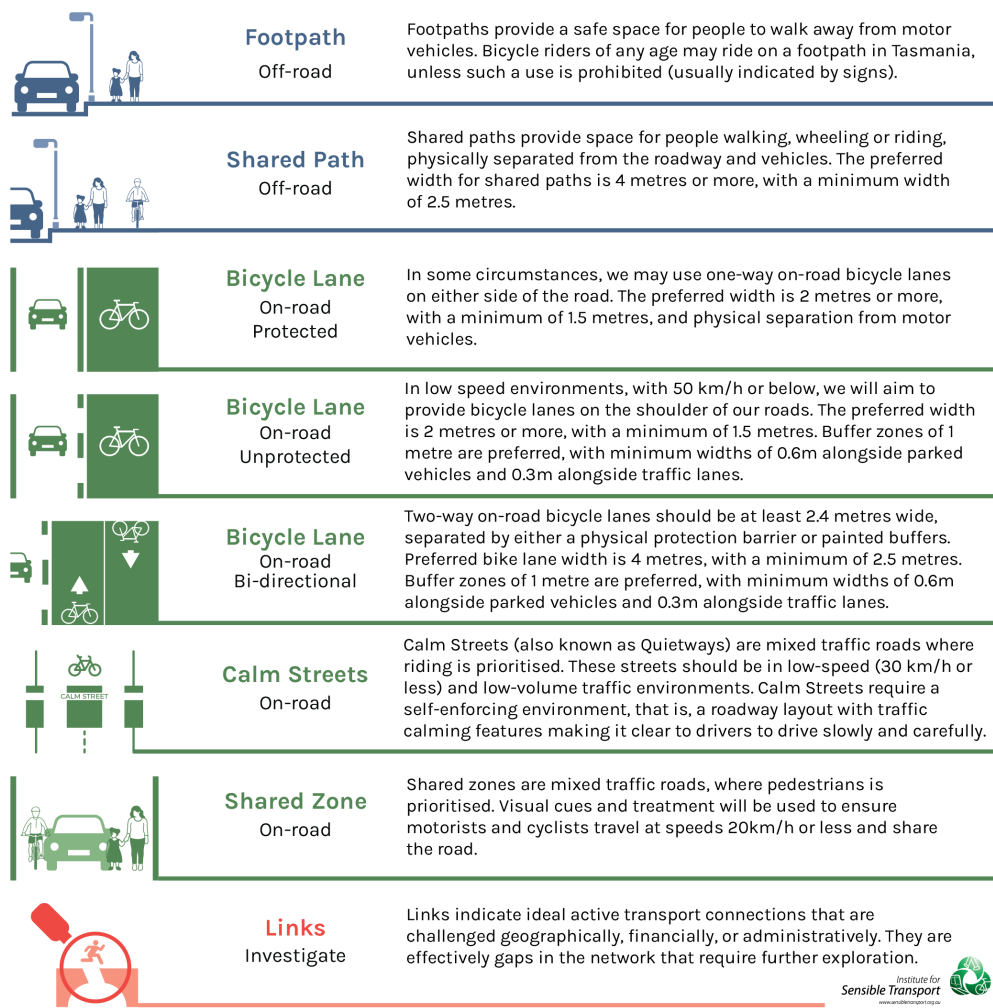 Footpath
Off-road
Footpaths provide a safe space for people to walk away from motor
vehicles. Bicycle riders of any age may ride on a footpath in Tasmania,
unless such a use is prohibited (usually indicated by signs).
Shared Path
Off-road
Shared paths provide space for people walking, wheeling or riding,
physically separated from the roadway and vehicles. The preferred
width for shared paths is 4 metres or more, with a minimum width
of 2.5 metres.
Bicycle Lane
On-road
Protected
In some circumstances, we may use one-way on-road bicycle lanes
on either side of the road. The preferred width is 2 metres or more,
with a minimum of 1.5 metres, and physical separation from motor
vehicles.
Bicycle Lane
On-road
Unprotected
In low speed environments, with 50 km/h or below, we will aim to
provide bicycle lanes on the shoulder of our roads. The preferred width
is 2 metres or more, with a minimum of 1.5 metres. Buffer zones of 1
metre are preferred, with minimum widths of 0.6m alongside parked
vehicles and 0.3m alongside traffic lanes.
Bicycle Lane
On-road
Bi-directional
Two-way on-road bicycle lanes should be at least 2.4 metres wide,
separated by either a physical protection barrier or painted buffers.
Preferred bike lane width is 4 metres, with a minimum of 2.5 metres.
Buffer zones of 1 metre are preferred, with minimum widths of 0.6m
alongside parked vehicles and 0.3m alongside traffic lanes.
CALM STREET
Calm Streets
On-road
Calm Streets (also known as Quietways) are mixed traffic roads where
riding is prioritised. These streets should be in low-speed (30 km/h or
less) and low-volume traffic environments. Calm Streets require a
self-enforcing environment, that is, a roadway layout with traffic
calming features making it clear to drivers to drive slowly and carefully.
Shared Zone
On-road
Shared zones are mixed traffic roads, where pedestrians is
prioritised. Visual cues and treatment will be used to ensure
motorists and cyclists travel at speeds 20km/h or less and share
the road.
Links
Investigate
Links indicate ideal active transport connections that are
challenged geographically, financially, or administratively. They are
effectively gaps in the network that require further exploration.
Institute for
Sensible Transport
www.sensibletransport.org.au